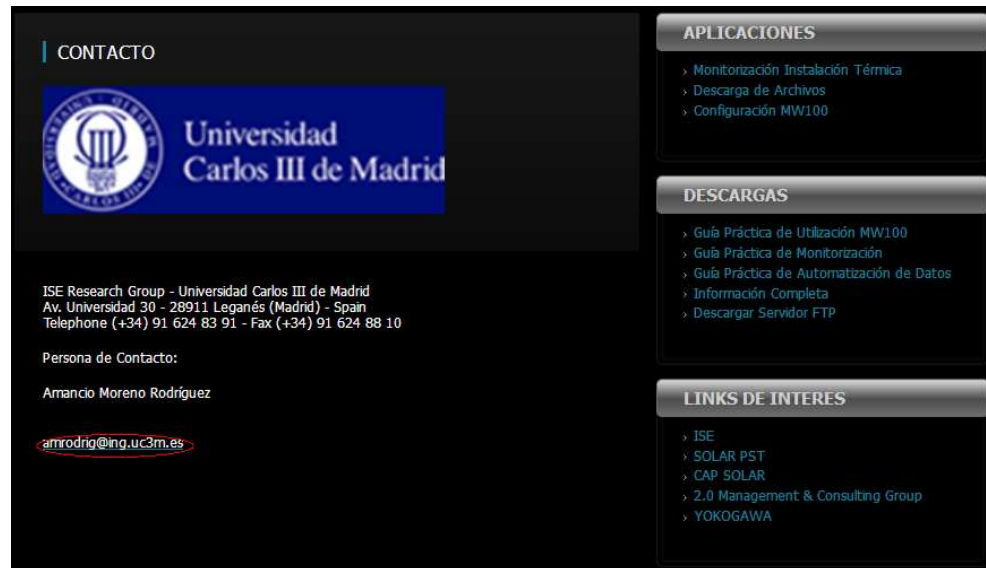 CONTACTO
Universidad
Carlos III de Madrid
ISE Research Group - Universidad Carlos III de Madrid
Av. Universidad 30 - 28911 Leganés (Madrid) - Spain
Telephone (+34) 91 624 83 91 - Fax (+34) 91 624 88 10
Persona de Contacto:
Amancio Moreno Rodríguez
amrodrig@ing.uc3m.es
APLICACIONES
› Monitorización Instalación Térmica
› Descarga de Archivos
› Configuración MW100
DESCARGAS
› Guía Práctica de Utilización MW100
› Guía Práctica de Monitorización
› Guía Práctica de Automatización de Datos
› Información Completa
› Descargar Servidor FTP
LINKS DE INTERES
› ISE
› SOLAR PST
› CAP SOLAR
› 2.0 Management & Consulting Group
› YOKOGAWA